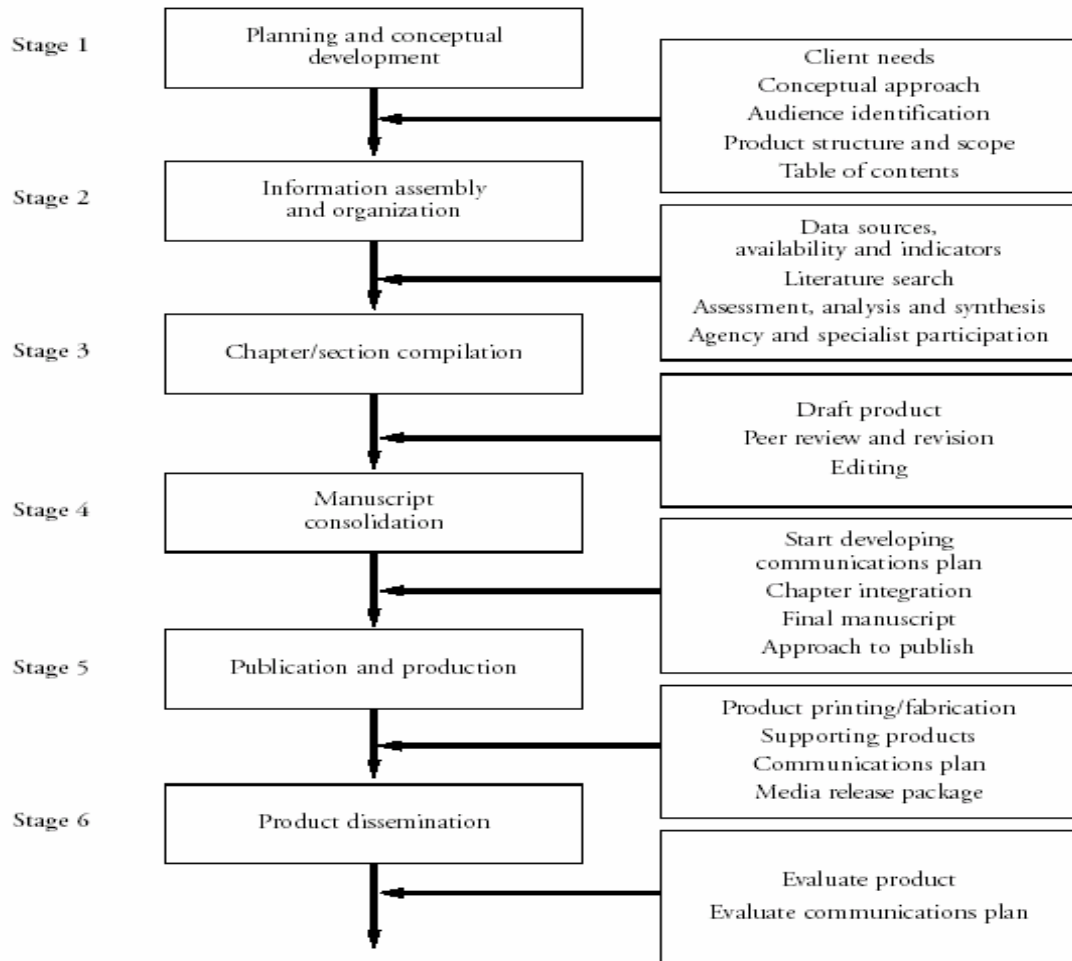 Stage 1
Planning and conceptual
development
Client needs
Conceptual approach
Audience identification
Product structure and scope
Table of contents
Stage 2
Information assembly
and organization
Data sources,
availability and indicators
Literature search
Assessment, analysis and synthesis
Agency and specialist participation
Stage 3
Chapter/section compilation
Draft product
Peer review and revision
Editing
Stage 4
Manuscript
consolidation
Start developing
communications plan
Chapter integration
Final manuscript
Approach to publish
Stage 5
Publication and production
Product printing/fabrication
Supporting products
Communications plan
Media release package
Stage 6
Product dissemination
Evaluate product
Evaluate communications plan